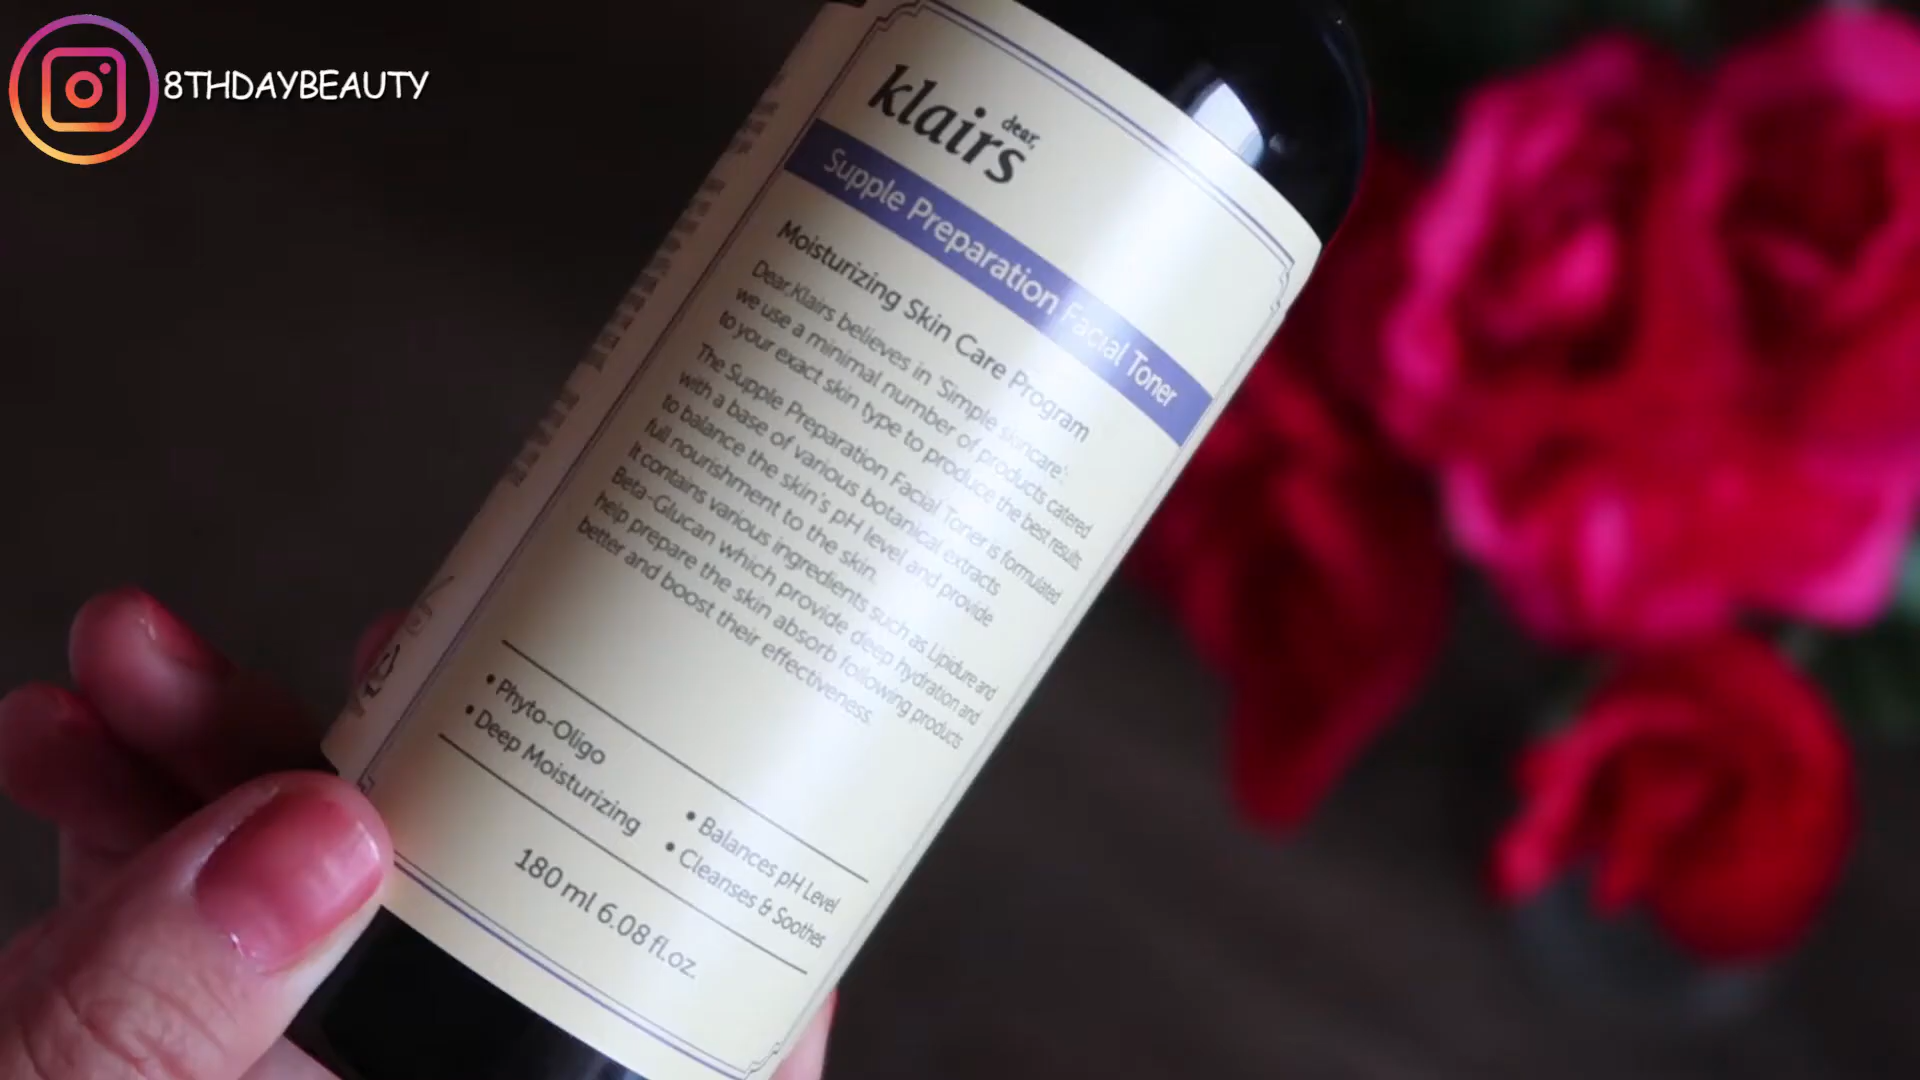 8THDAYBEAUTY
dear,
klairs
Supple Preparation Facial Toner
Moisturizing Skin Care Program
Dear,Klairs believes in 'Simple skincare':
we use a minimal number of products catered
to your exact skin type to produce the best results.
The Supple Preparation Facial Toner is formulated
with a base of various botanical extracts
to balance the skin's pH level and provide
full nourishment to the skin.
It contains various ingredients such as Lipidure and
Beta-Glucan which provide deep hydration and
help prepare the skin absorb following products
better and boost their effectiveness.
• Phyto-Oligo
• Deep Moisturizing
• Balances pH Level
• Cleanses & Soothes
180 ml 6.08 fl.oz.